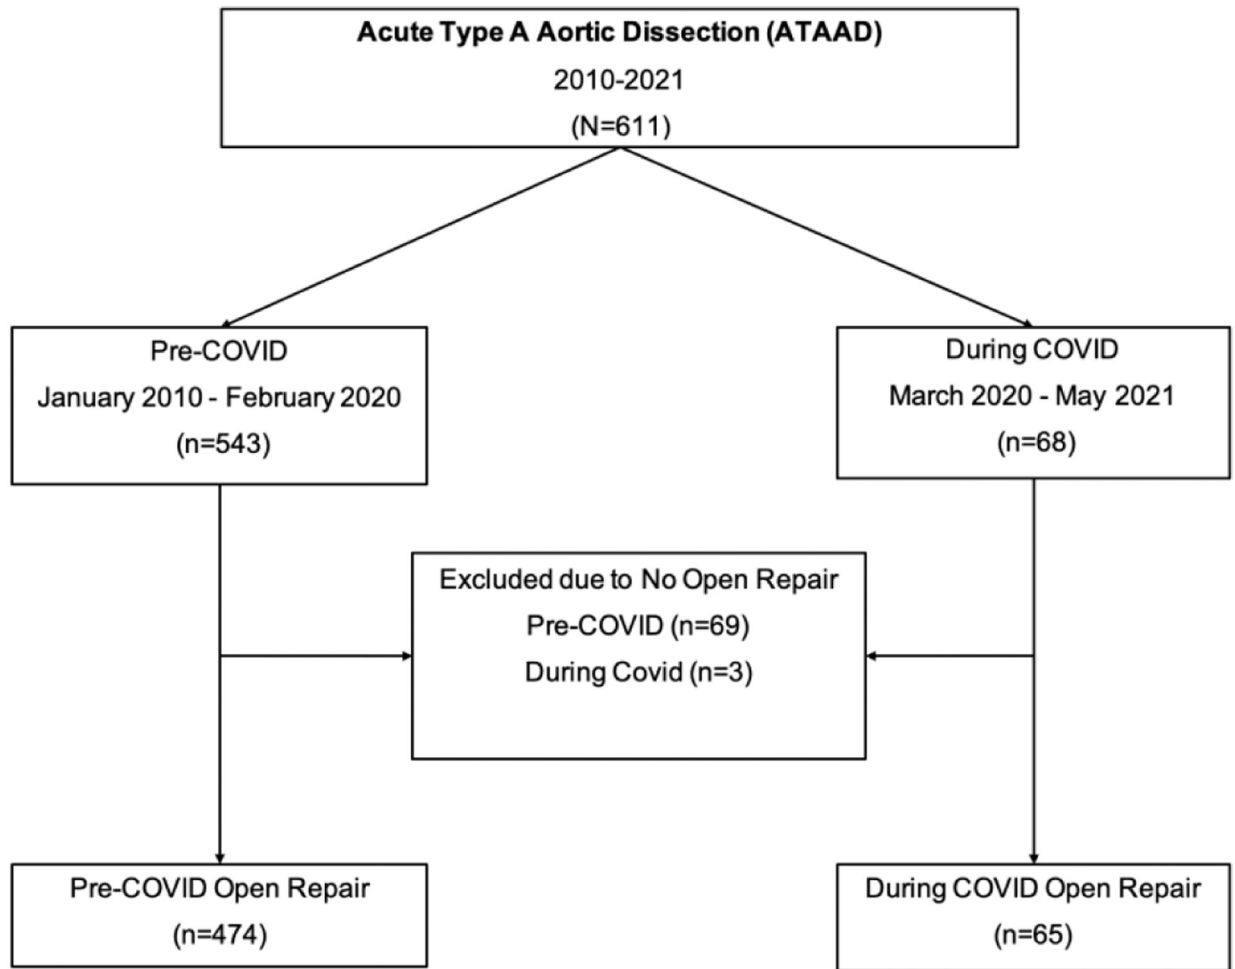 Acute Type A Aortic Dissection (ATAAD)
2010-2021
(N=611)
Pre-COVID
January 2010 - February 2020
(n=543)
During COVID
March 2020 - May 2021
(n=68)
Excluded due to No Open Repair
Pre-COVID (n=69)
During Covid (n=3)
Pre-COVID Open Repair
(n=474)
During COVID Open Repair
(n=65)